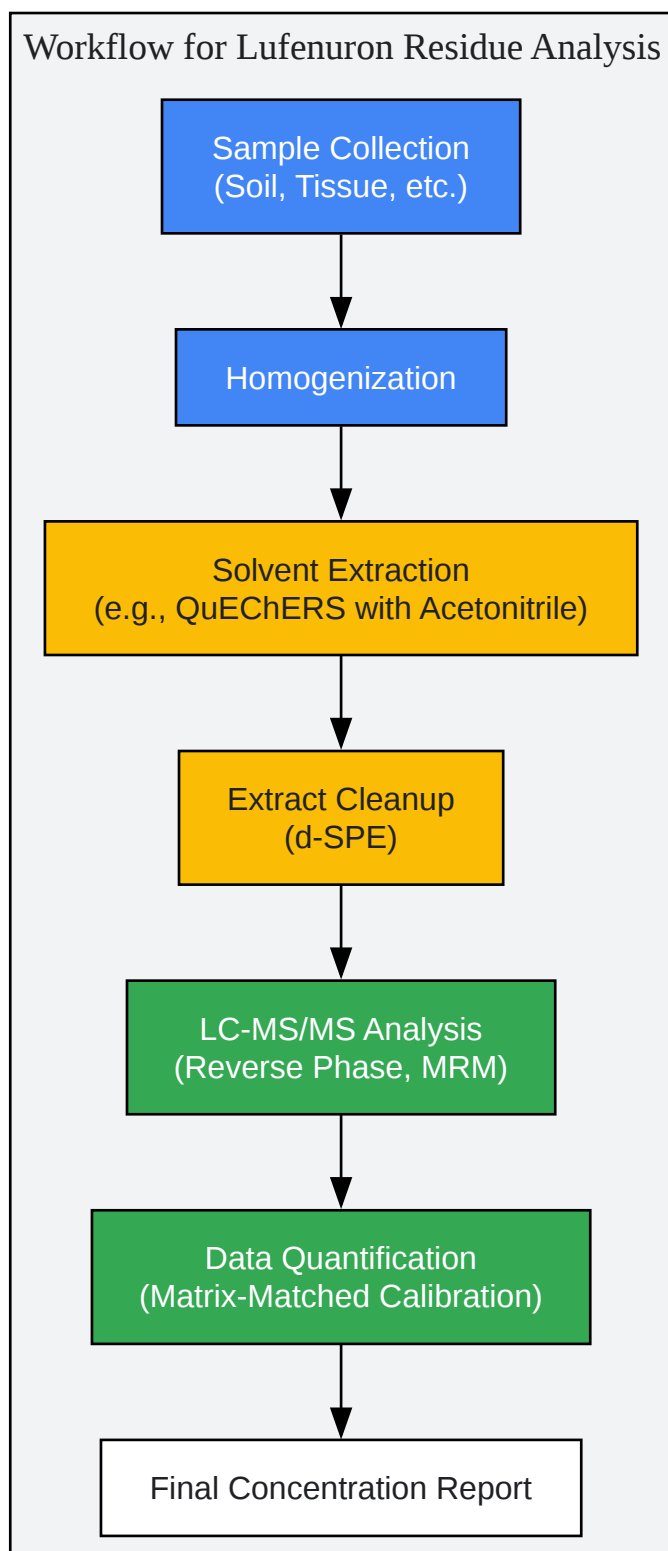 Workflow for Lufenuron Residue Analysis
Sample Collection
(Soil, Tissue, etc.)
Homogenization
Solvent Extraction
(e.g., QuEChERS with Acetonitrile)
Extract Cleanup
(d-SPE)
LC-MS/MS Analysis
(Reverse Phase, MRM)
Data Quantification
(Matrix-Matched Calibration)
Final Concentration Report